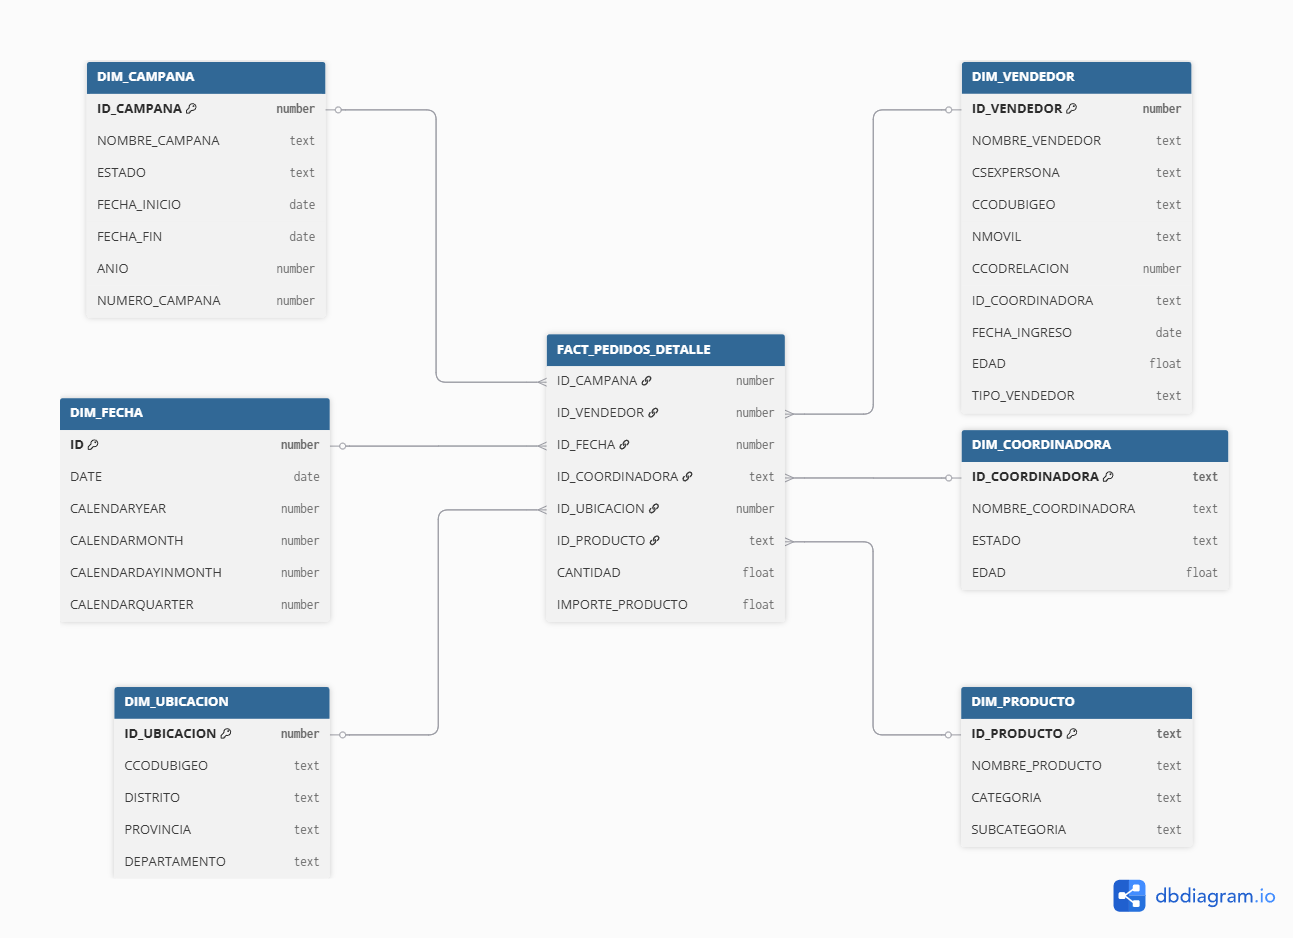 DIM_CAMPANA
ID_CAMPANA number
NOMBRE_CAMPANA text
ESTADO text
FECHA_INICIO date
FECHA_FIN date
ANIO number
NUMERO_CAMPANA number
DIM_FECHA
ID number
DATE date
CALENDARYEAR number
CALENDARMONTH number
CALENDARDAYINMONTH number
CALENDARQUARTER number
DIM_UBICACION
ID_UBICACION number
CCODUBIGEO text
DISTRITO text
PROVINCIA text
DEPARTAMENTO text
FACT_PEDIDOS_DETALLE
ID_CAMPANA number
ID_VENDEDOR number
ID_FECHA number
ID_COORDINADORA text
ID_UBICACION number
ID_PRODUCTO text
CANTIDAD float
IMPORTE_PRODUCTO float
DIM_VENDEDOR
ID_VENDEDOR number
NOMBRE_VENDEDOR text
CSEXPERSONA text
CCODUBIGEO text
NMOVIL text
CCODRELACION number
ID_COORDINADORA text
FECHA_INGRESO date
EDAD float
TIPO_VENDEDOR text
DIM_COORDINADORA
ID_COORDINADORA text
NOMBRE_COORDINADORA text
ESTADO text
EDAD float
DIM_PRODUCTO
ID_PRODUCTO text
NOMBRE_PRODUCTO text
CATEGORIA text
SUBCATEGORIA text
dbdiagram.io